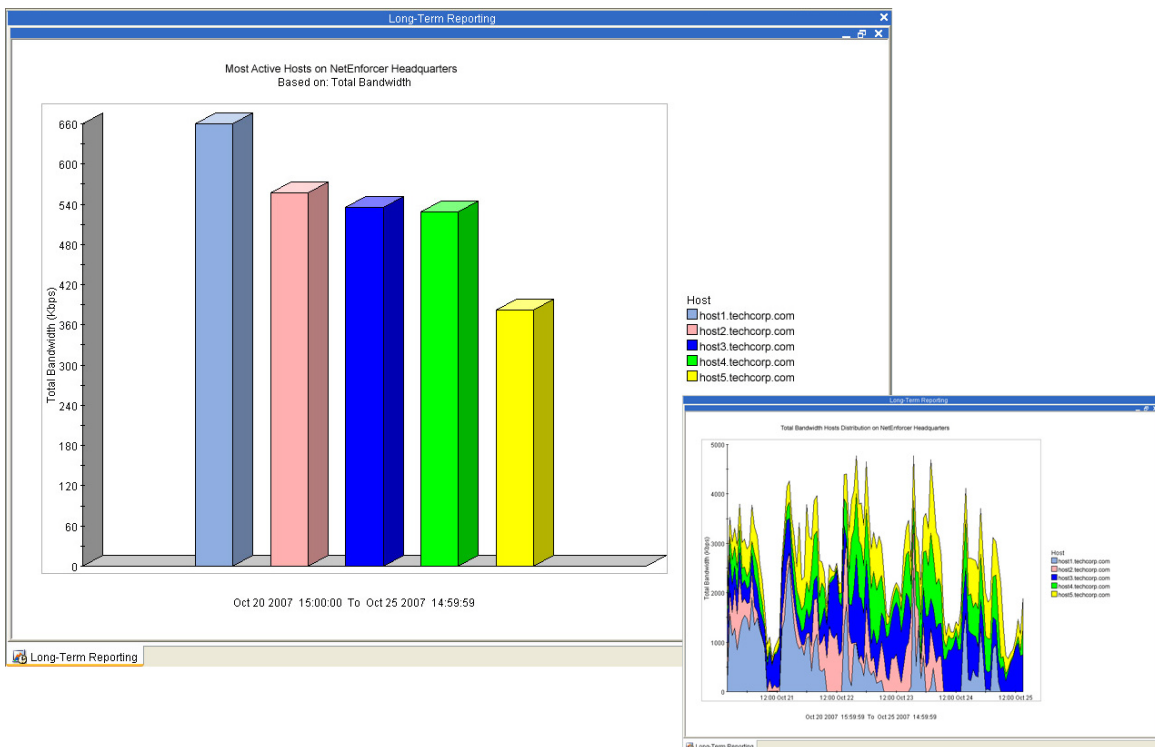 Long-Term Reporting
Most Active Hosts on NetEnforcer Headquarters
Based on: Total Bandwidth
Total Bandwidth (Kbps)
660
600
540
480
420
360
300
240
180
120
60
0
Oct 20 2007 15:00:00 To Oct 25 2007 14:59:59
Host
host1.techcorp.com
host2.techcorp.com
host3.techcorp.com
host4.techcorp.com
host5.techcorp.com
Long-Term Reporting
Long-Term Reporting
Total Bandwidth Hosts Distribution on NetEnforcer Headquarters
Total Bandwidth (Kbps)
5000
4000
3000
2000
1000
0
12:00 Oct 21
12:00 Oct 22
12:00 Oct 23
12:00 Oct 24
12:00 Oct 25
Oct 20 2007 15:59:59 To Oct 25 2007 14:59:59
Host
host1.techcorp.com
host2.techcorp.com
host3.techcorp.com
host4.techcorp.com
host5.techcorp.com
Long-Term Reporting